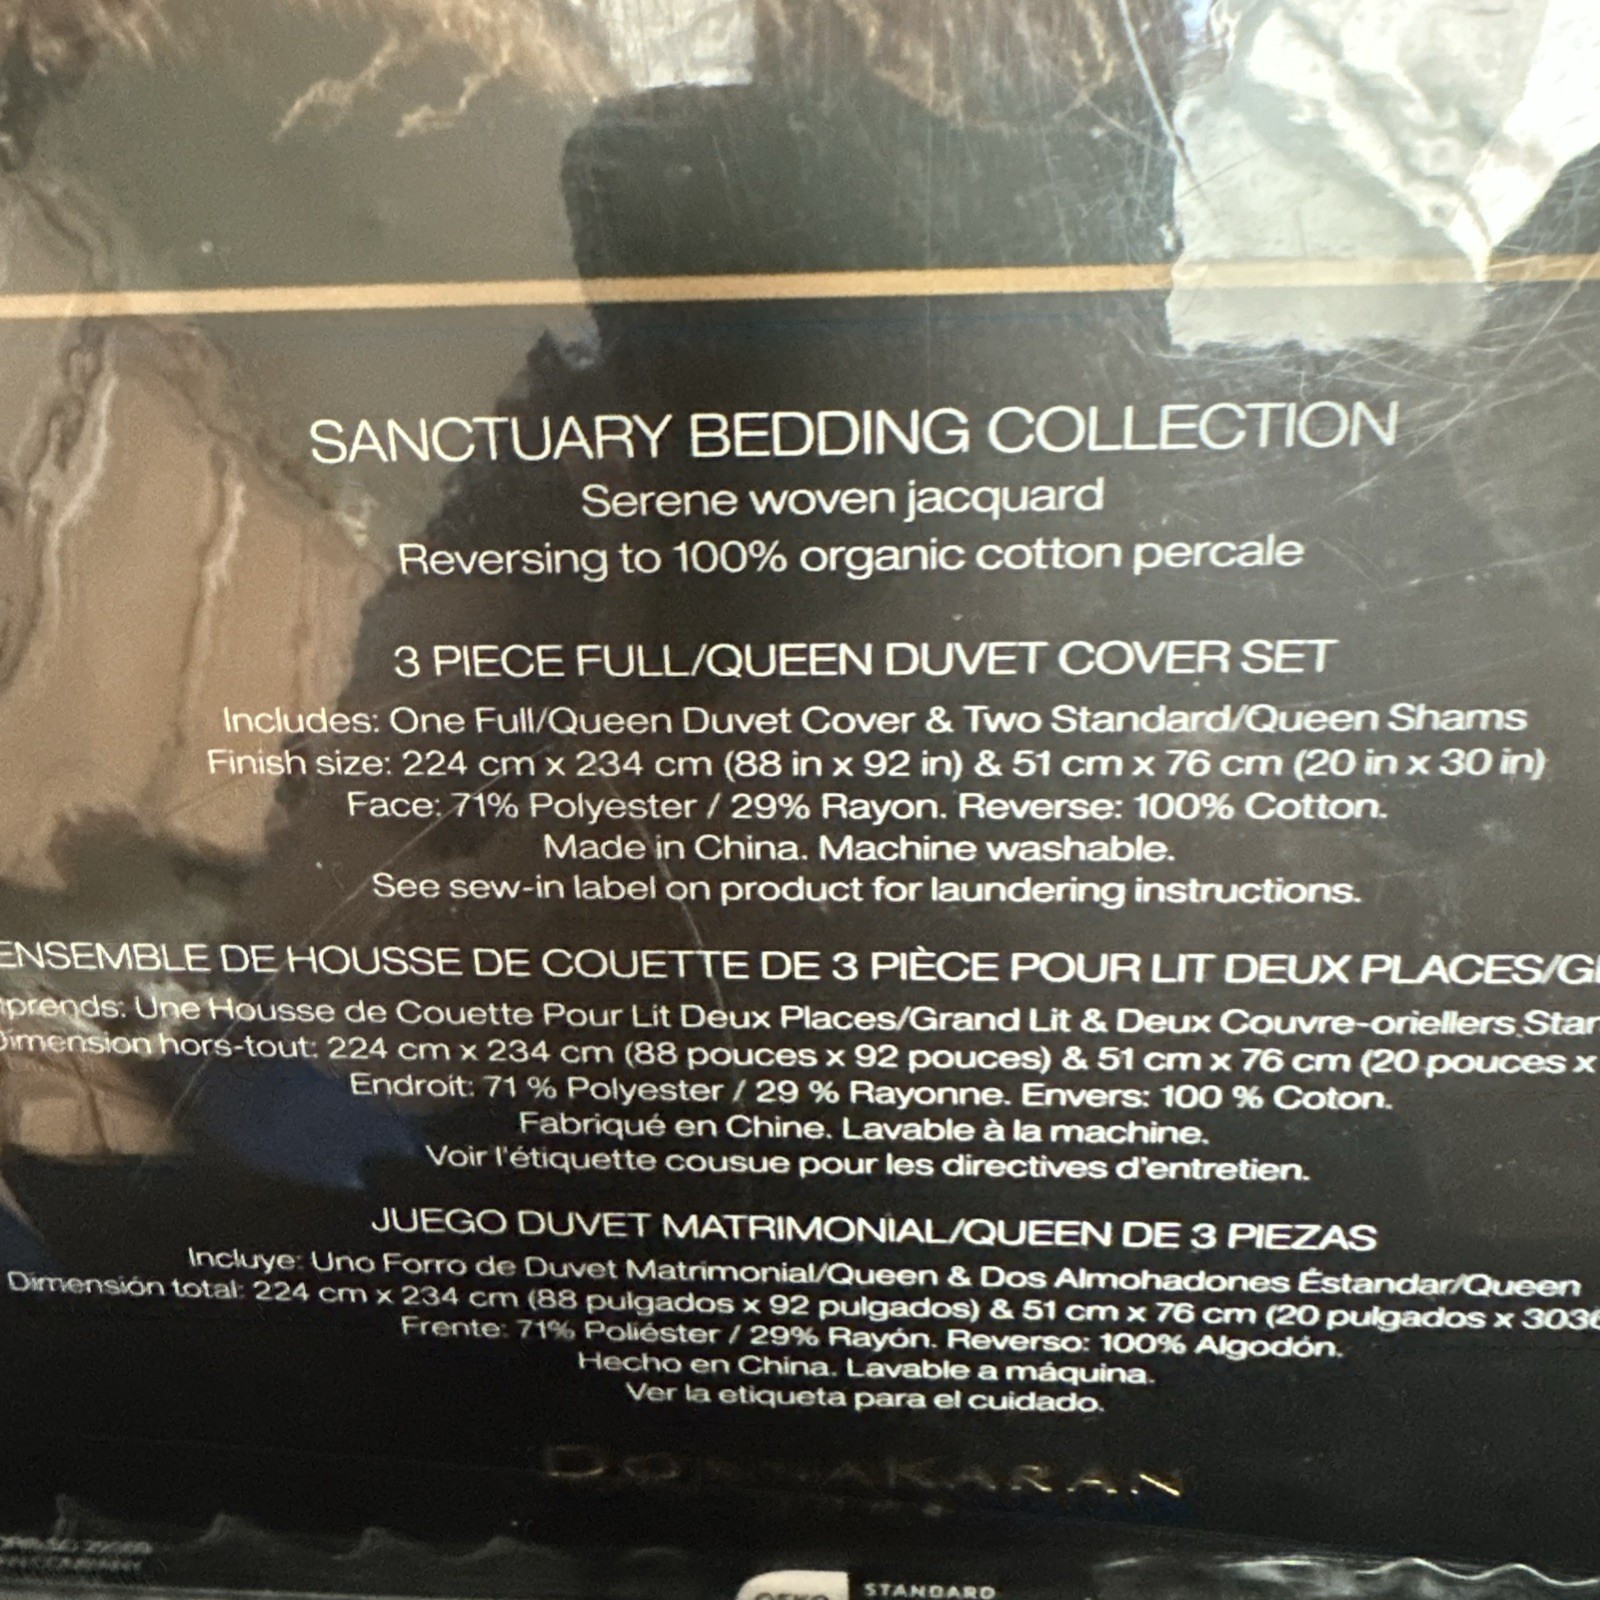 SANCTUARY BEDDING COLLECTION
Serene woven jacquard
Reversing to 100% organic cotton percale
3 PIECE FULL/QUEEN DUVET COVER SET
Includes: One Full/Queen Duvet Cover & Two Standard/Queen Shams
Finish size: 224 cm x 234 cm (88 in x 92 in) & 51 cm x 76 cm (20 in x 30 in)
Face: 71% Polyester / 29% Rayon. Reverse: 100% Cotton.
Made in China. Machine washable.
See sew-in label on product for laundering instructions.
ENSEMBLE DE HOUSSE DE COUETTE DE 3 PIÈCE POUR LIT DEUX PLACES/G
prends: Une Housse de Couette Pour Lit Deux Places/Grand Lit & Deux Couvre-oriellers Stan
Dimension hors-tout: 224 cm x 234 cm (88 pouces x 92 pouces) & 51 cm x 76 cm (20 pouces x
Endroit: 71 % Polyester / 29 % Rayonne. Envers: 100 % Coton.
Fabriqué en Chine. Lavable à la machine.
Voir l'étiquette cousue pour les directives d'entretien.
JUEGO DUVET MATRIMONIAL/QUEEN DE 3 PIEZAS
Incluye: Uno Forro de Duvet Matrimonial/Queen & Dos Almohadones Éstandar/Queen
Dimensión total: 224 cm x 234 cm (88 pulgados x 92 pulgados) & 51 cm x 76 cm (20 pulgados x 303
Frente: 71% Poliéster / 29% Rayón. Reverso: 100% Algodón.
Hecho en China. Lavable a máquina.
Ver la etiqueta para el cuidado.
DONNAKARAN
STANDARD